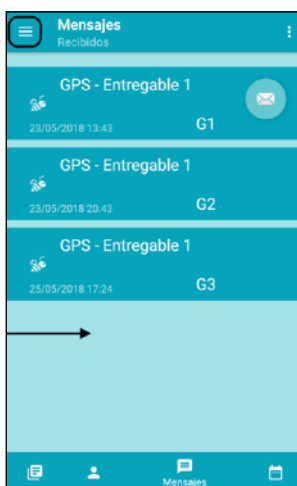 Mensajes
Recibidos
GPS - Entregable 1
23/05/2018 13:43 G1
GPS - Entregable 1
23/05/2018 20:43 G2
GPS - Entregable 1
25/05/2018 17:24 G3
Mensajes